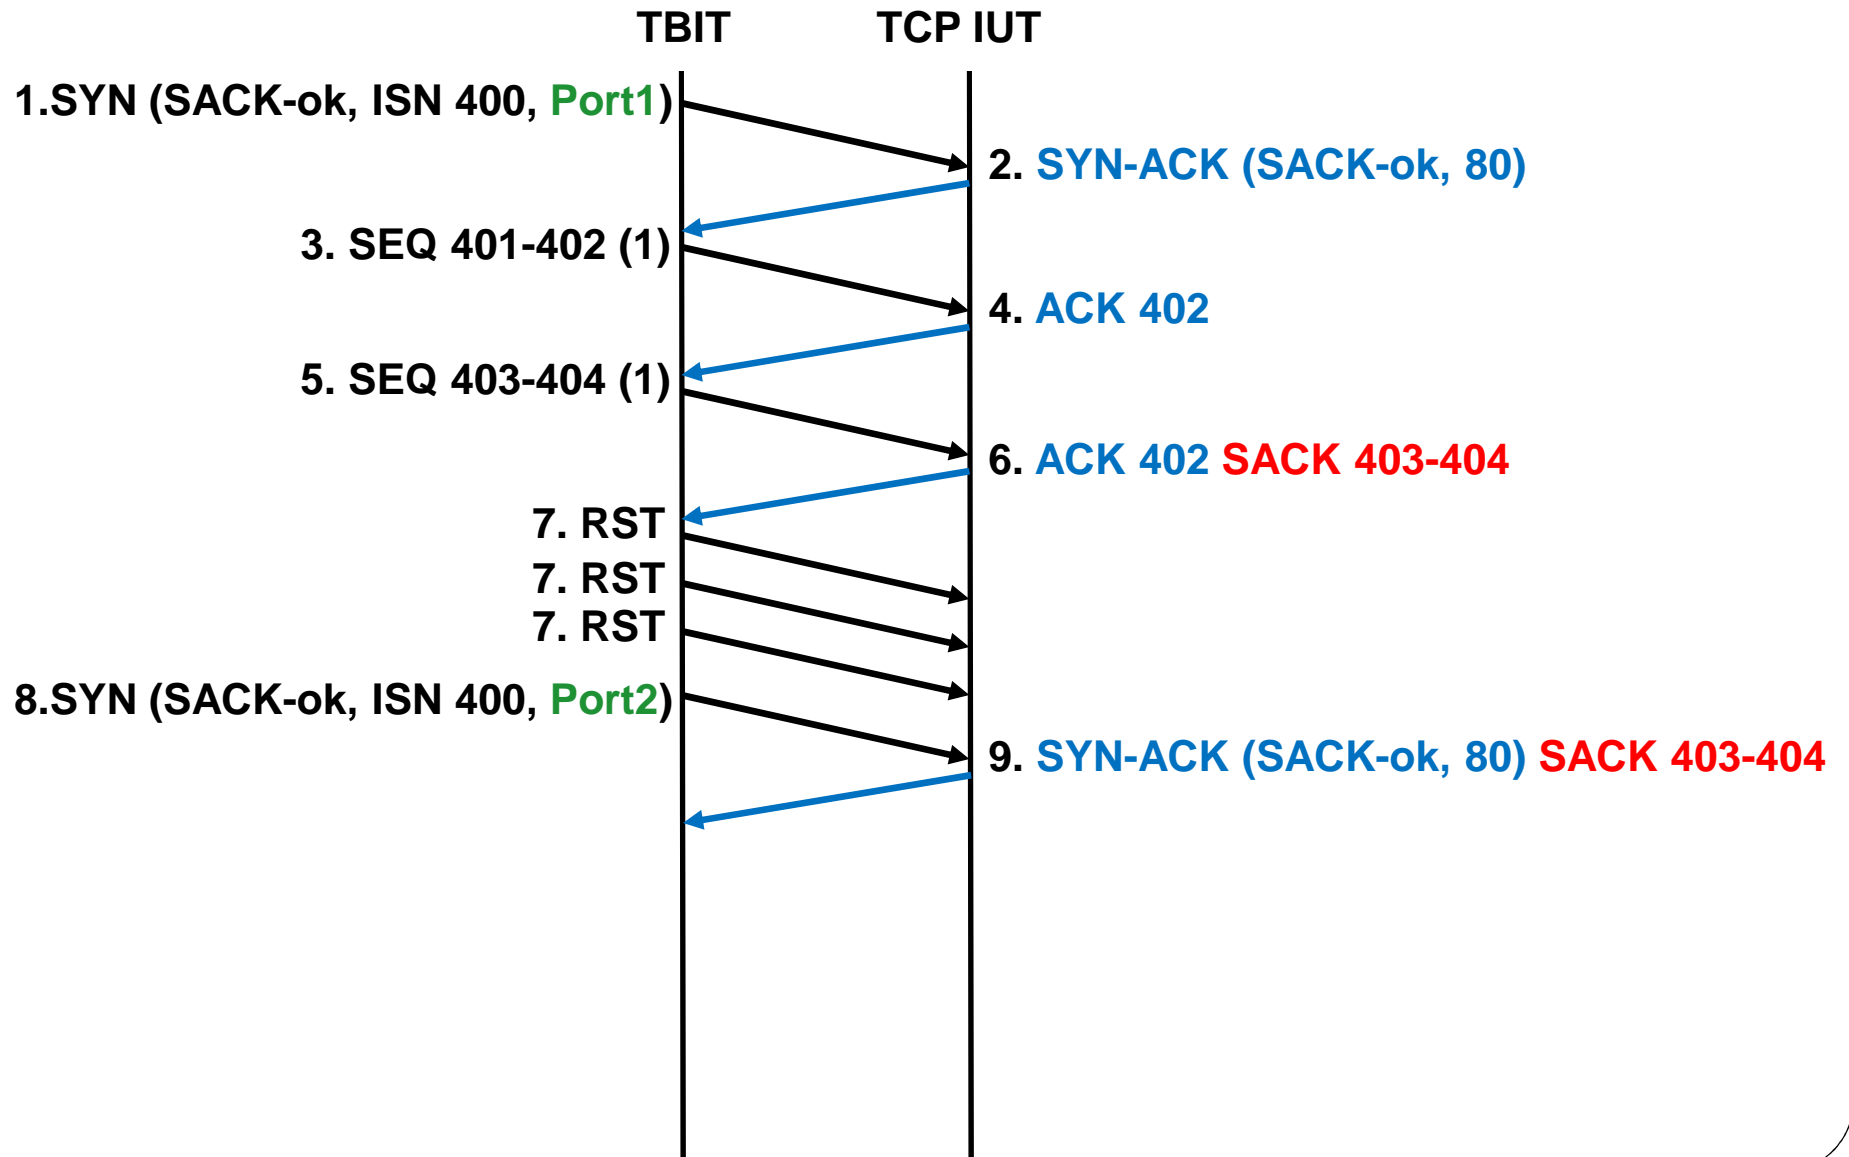 TBIT TCP IUT
1.SYN (SACK-ok, ISN 400, Port1)
2. SYN-ACK (SACK-ok, 80)
3. SEQ 401-402 (1)
4. ACK 402
5. SEQ 403-404 (1)
6. ACK 402 SACK 403-404
7. RST
7. RST
7. RST
8.SYN (SACK-ok, ISN 400, Port2)
9. SYN-ACK (SACK-ok, 80) SACK 403-404